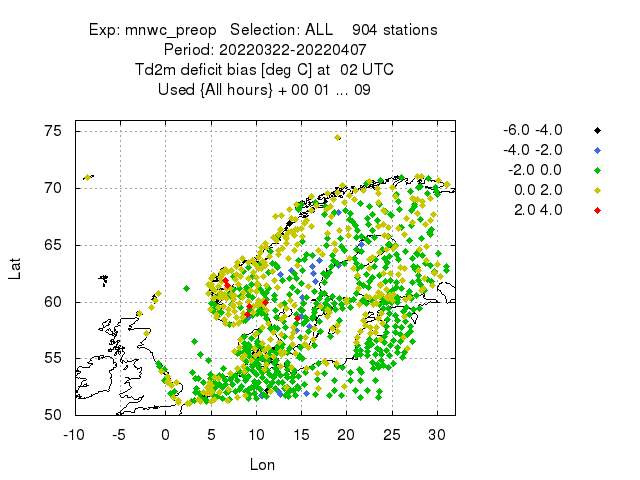 Exp: mnwc_preop Selection: ALL 904 stations
Period: 20220322-20220407
Td2m deficit bias [deg C] at 02 UTC
Used {All hours} + 00 01 ... 09
-6.0 -4.0
-4.0 -2.0
-2.0 0.0
0.0 2.0
2.0 4.0
75
70
65
60
55
50
Lat
-10 -5 0 5 10 15 20 25 30
Lon